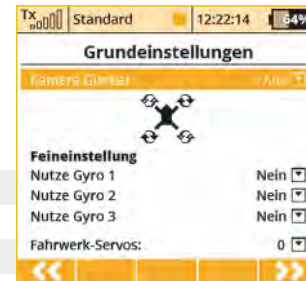 Tx Standard 12:22:14 64%
Grundeinstellungen
Kamera Gimbal Aus
Feineinstellung
Nutze Gyro 1 Nein
Nutze Gyro 2 Nein
Nutze Gyro 3 Nein
Fahrwerk-Servos: 0
<< >>